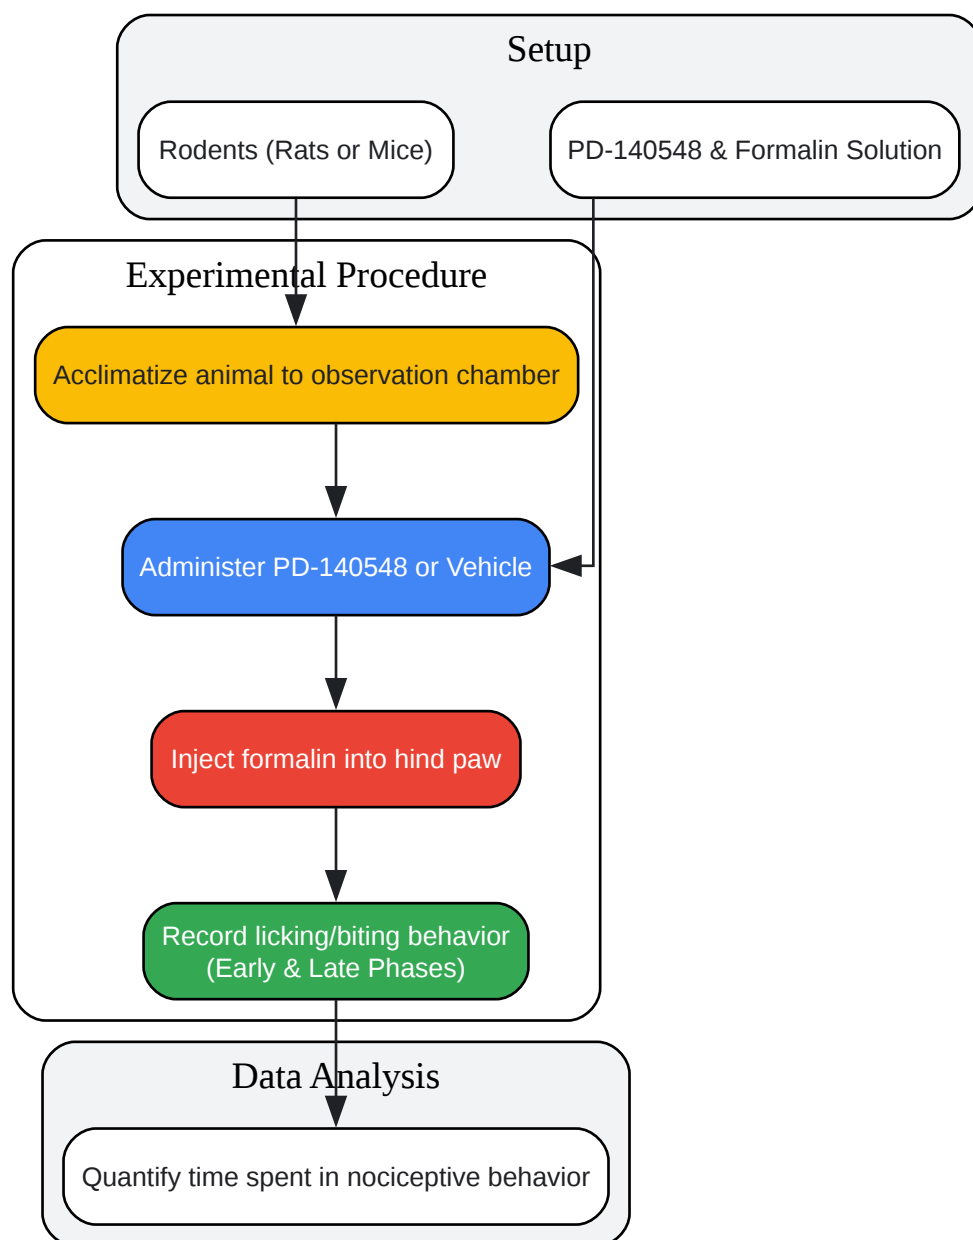 Setup
Rodents (Rats or Mice)
PD-140548 & Formalin Solution
Experimental Procedure
Acclimatize animal to observation chamber
Administer PD-140548 or Vehicle
Inject formalin into hind paw
Record licking/biting behavior
(Early & Late Phases)
Data Analysis
Quantify time spent in nociceptive behavior